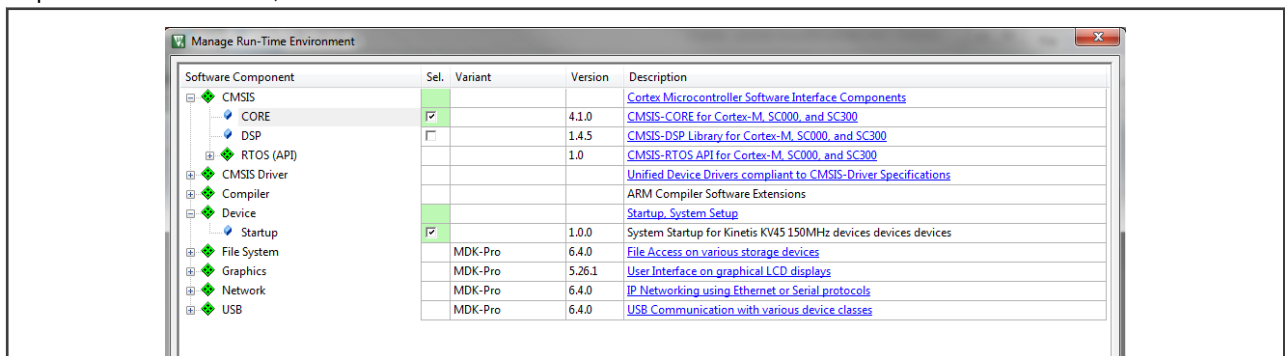 Manage Run-Time Environment
Software Component Sel. Variant Version Description
CMSIS Cortex Microcontroller Software Interface Components
CORE 4.1.0 CMSIS-CORE for Cortex-M, SC000, and SC300
DSP 1.4.5 CMSIS-DSP Library for Cortex-M, SC000, and SC300
RTOS (API) 1.0 CMSIS-RTOS API for Cortex-M, SC000, and SC300
CMSIS Driver Unified Device Drivers compliant to CMSIS-Driver Specifications
Compiler ARM Compiler Software Extensions
Device Startup, System Setup
Startup 1.0.0 System Startup for Kinetis KV45 150MHz devices devices devices
File System MDK-Pro 6.4.0 File Access on various storage devices
Graphics MDK-Pro 5.26.1 User Interface on graphical LCD displays
Network MDK-Pro 6.4.0 IP Networking using Ethernet or Serial protocols
USB MDK-Pro 6.4.0 USB Communication with various device classes